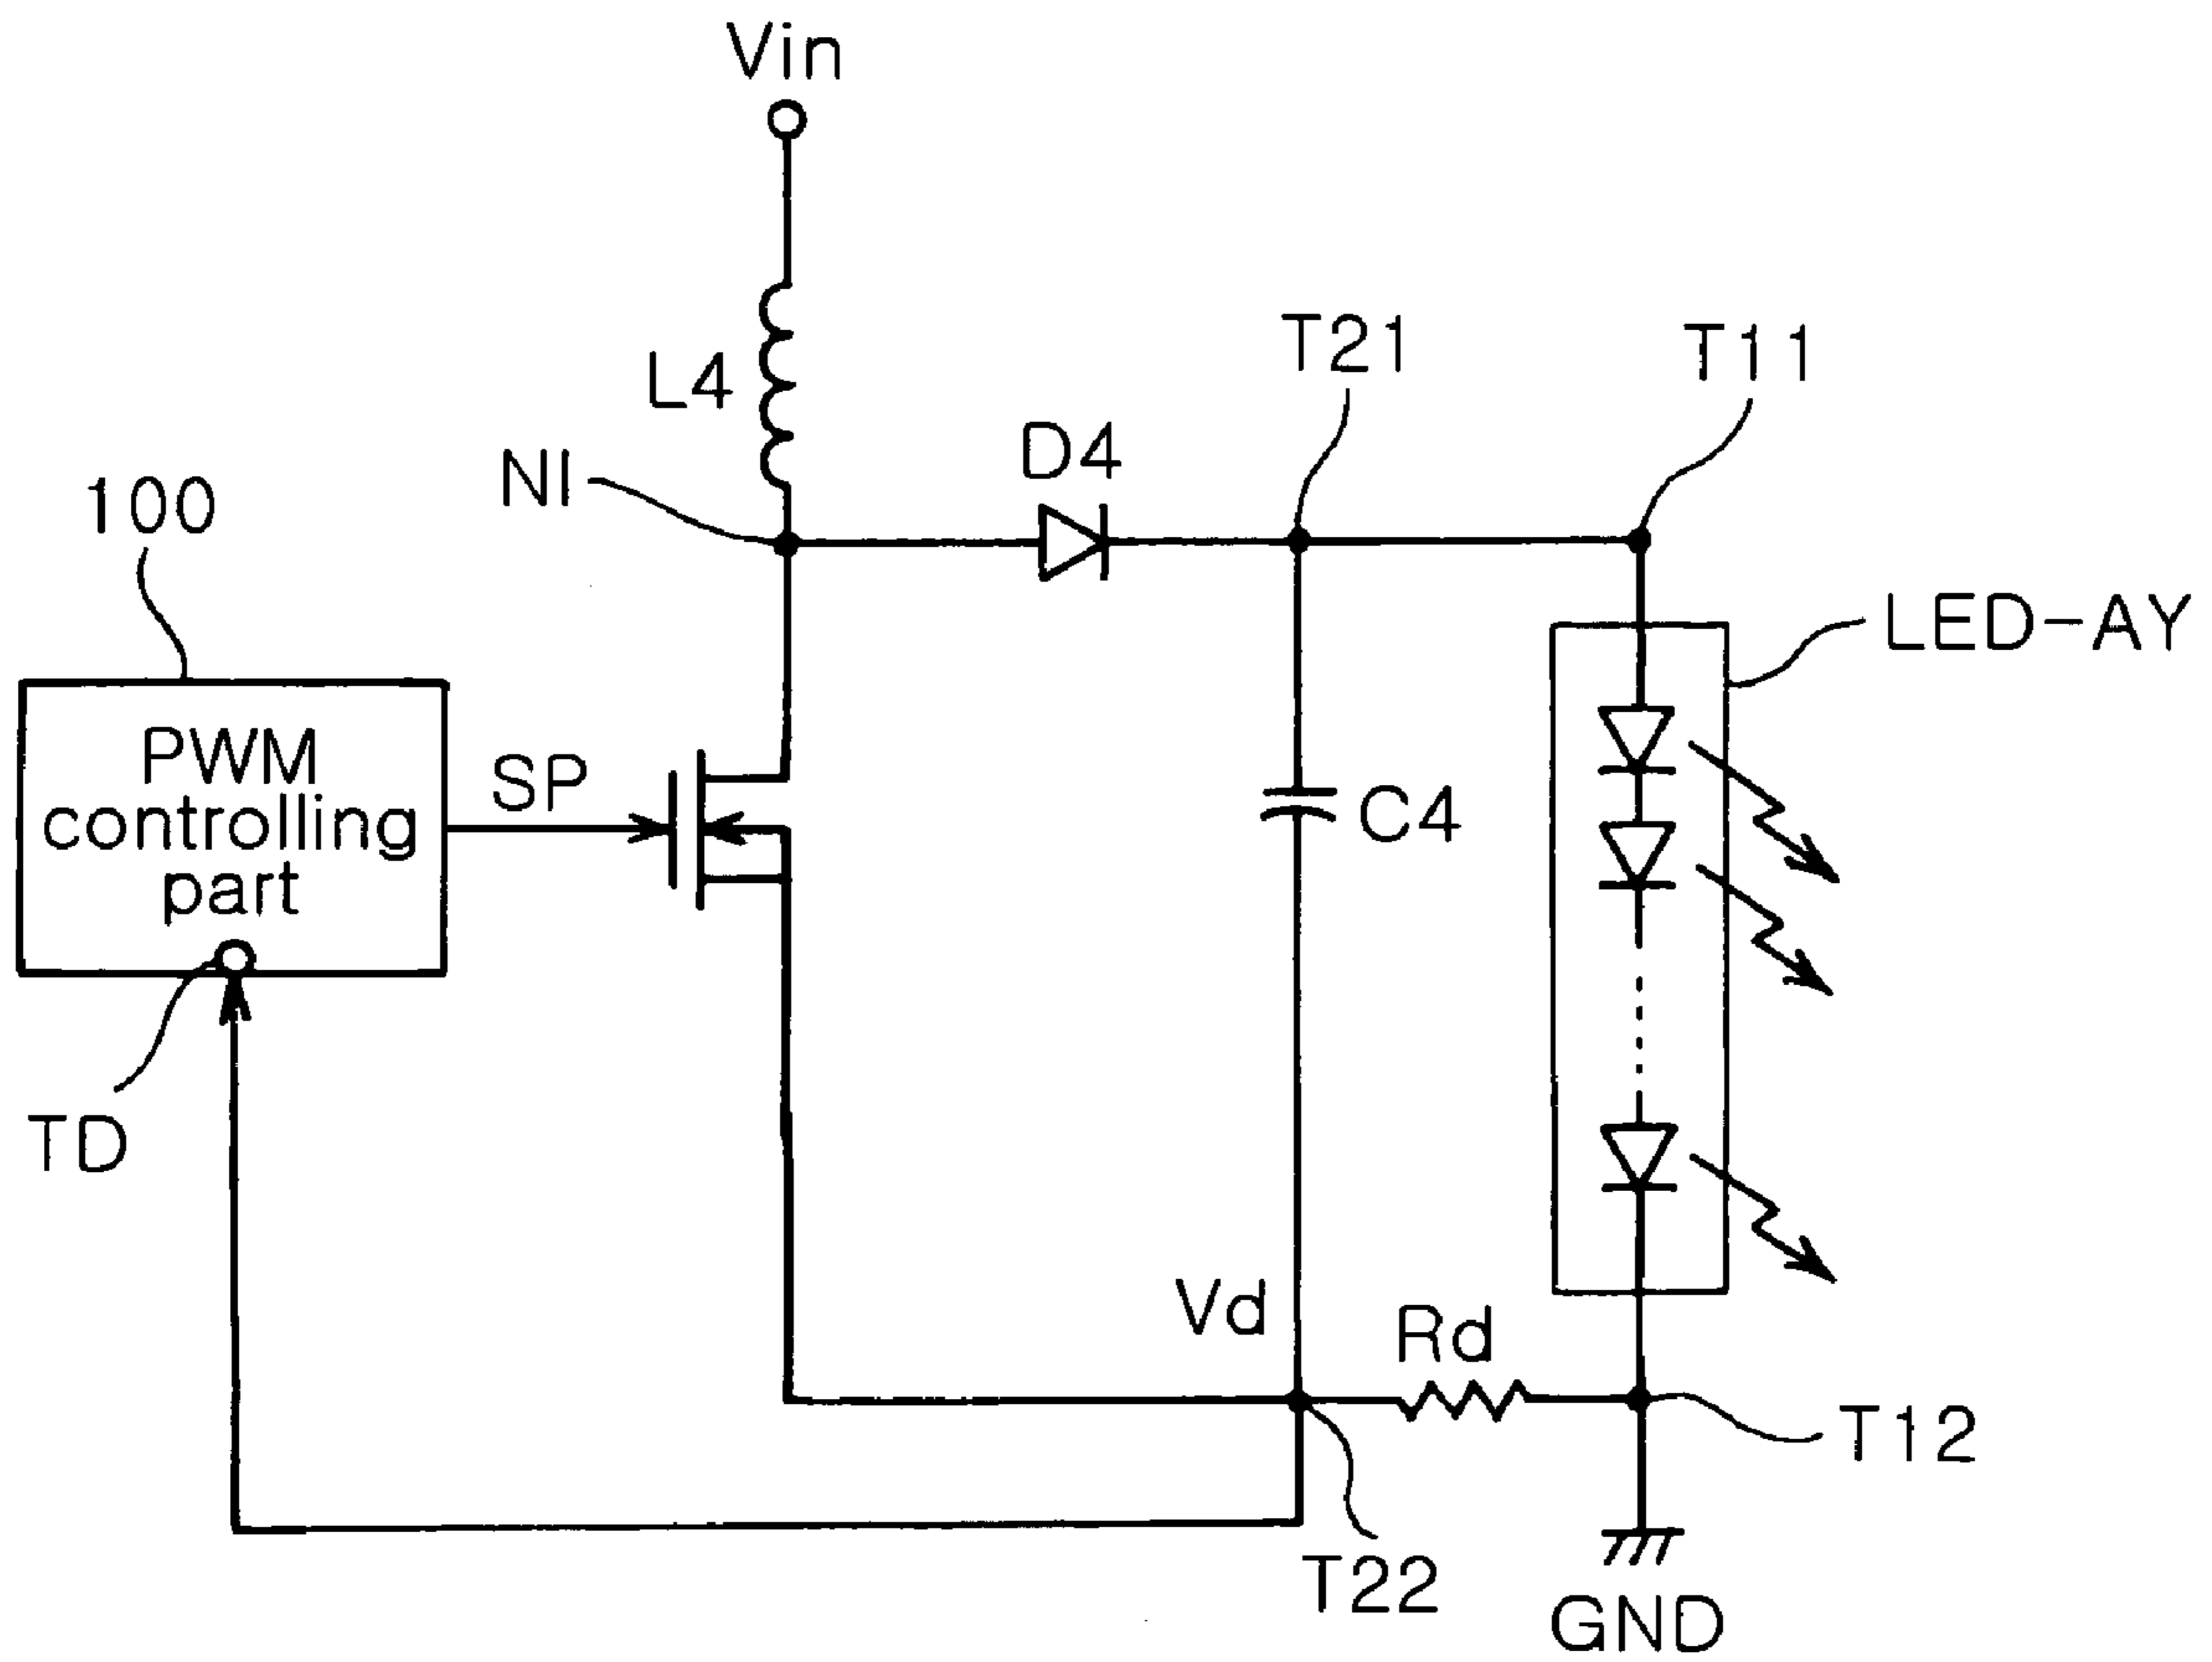 Vin
L4
T21
T11
D4
NI
100
LED-AY
PWM
controlling
part
SP
C4
TD
Vd
Rd
T12
T22
GND